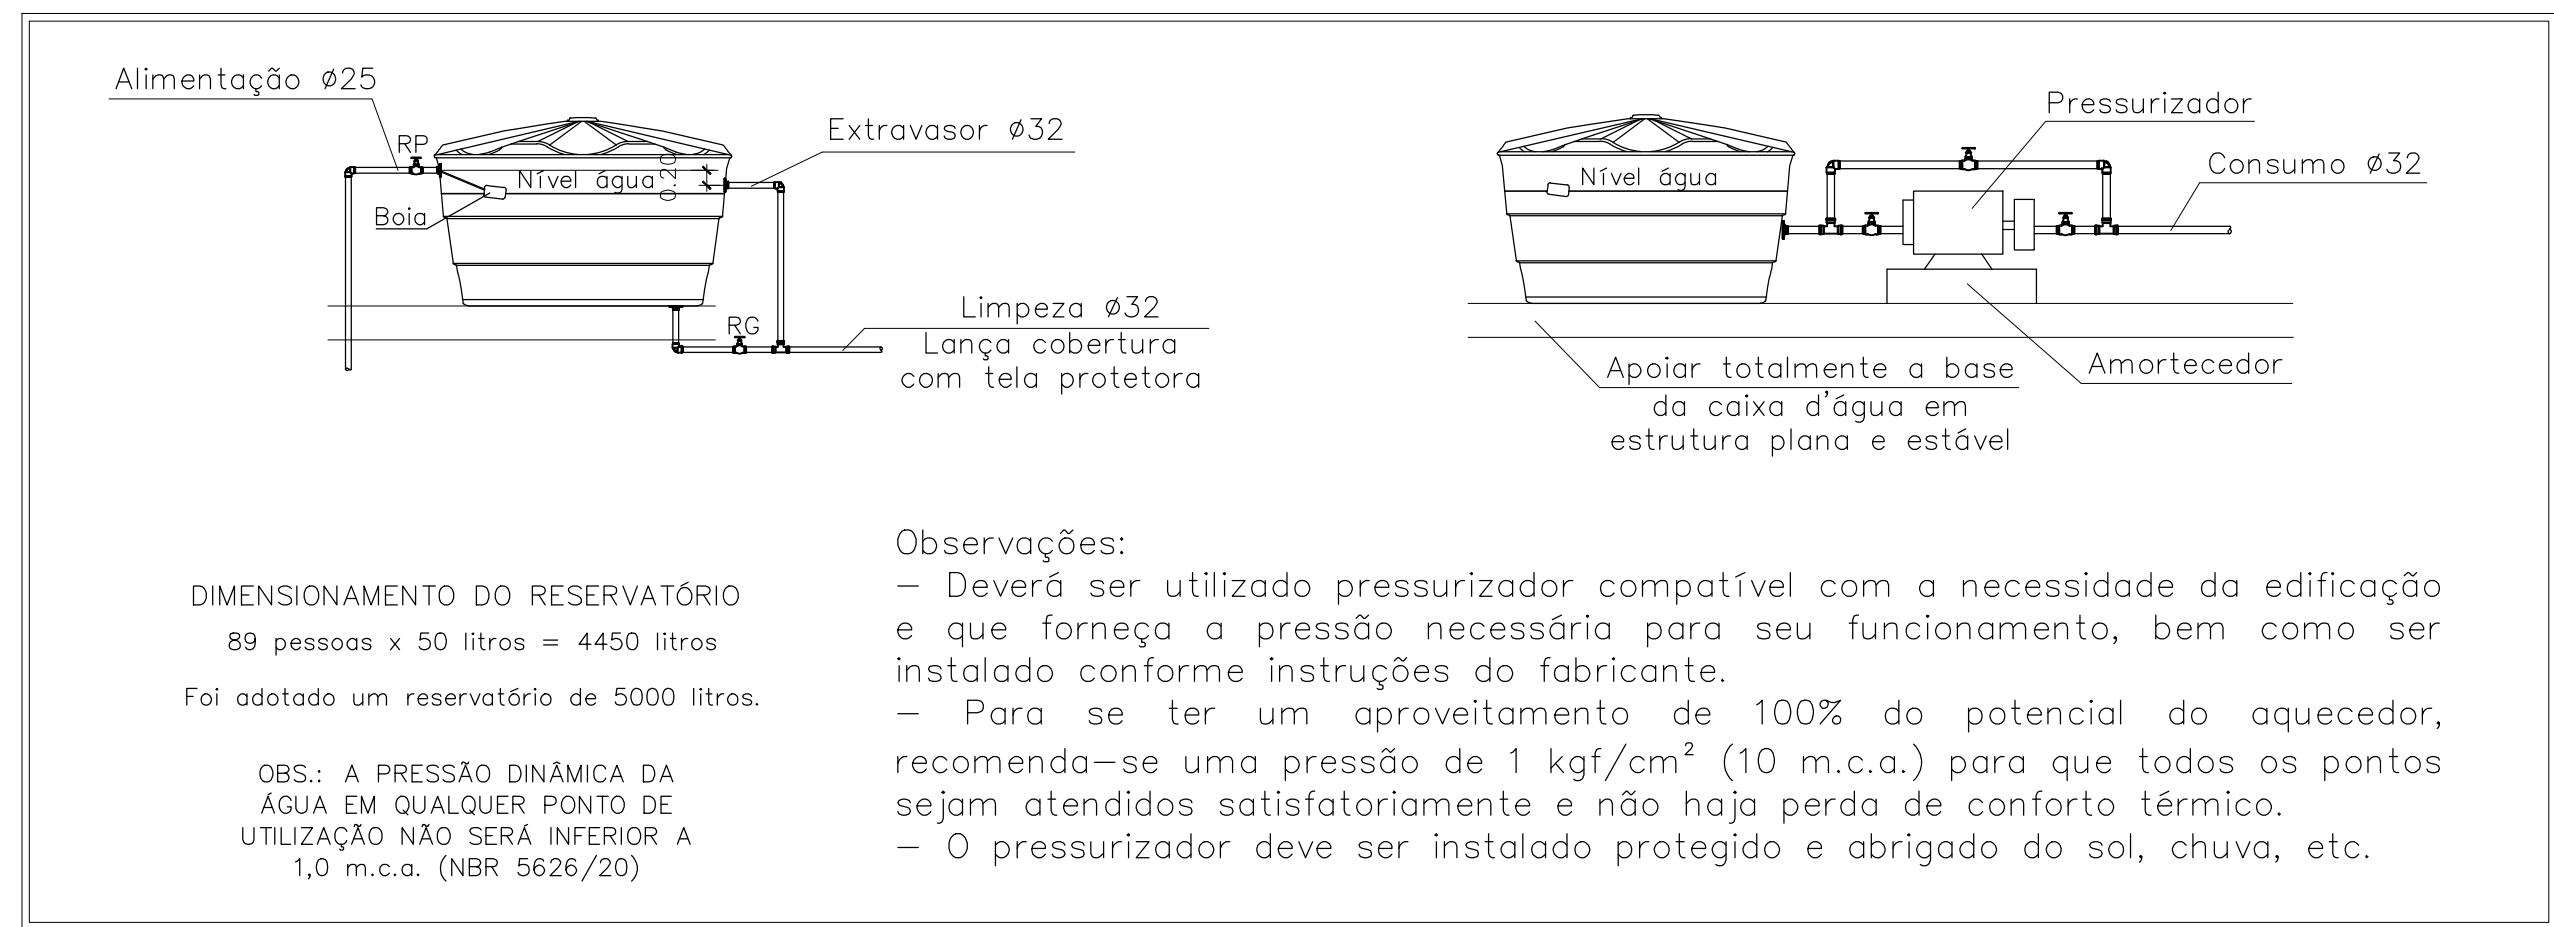 Alimentação ø25
RP
Extravasor ø32
Nível água
0.20
Boia
RG
Limpeza ø32
Lança cobertura
com tela protetora
Pressurizador
Consumo ø32
Nível água
Amortecedor
Apoiar totalmente a base
da caixa d'água em
estrutura plana e estável
DIMENSIONAMENTO DO RESERVATÓRIO
89 pessoas x 50 litros = 4450 litros
Foi adotado um reservatório de 5000 litros.
OBS.: A PRESSÃO DINÂMICA DA
ÁGUA EM QUALQUER PONTO DE
UTILIZAÇÃO NÃO SERÁ INFERIOR A
1,0 m.c.a. (NBR 5626/20)
Observações:
– Deverá ser utilizado pressurizador compatível com a necessidade da edificação
e que forneça a pressão necessária para seu funcionamento, bem como ser
instalado conforme instruções do fabricante.
– Para se ter um aproveitamento de 100% do potencial do aquecedor,
recomenda–se uma pressão de 1 kgf/cm² (10 m.c.a.) para que todos os pontos
sejam atendidos satisfatoriamente e não haja perda de conforto térmico.
– O pressurizador deve ser instalado protegido e abrigado do sol, chuva, etc.